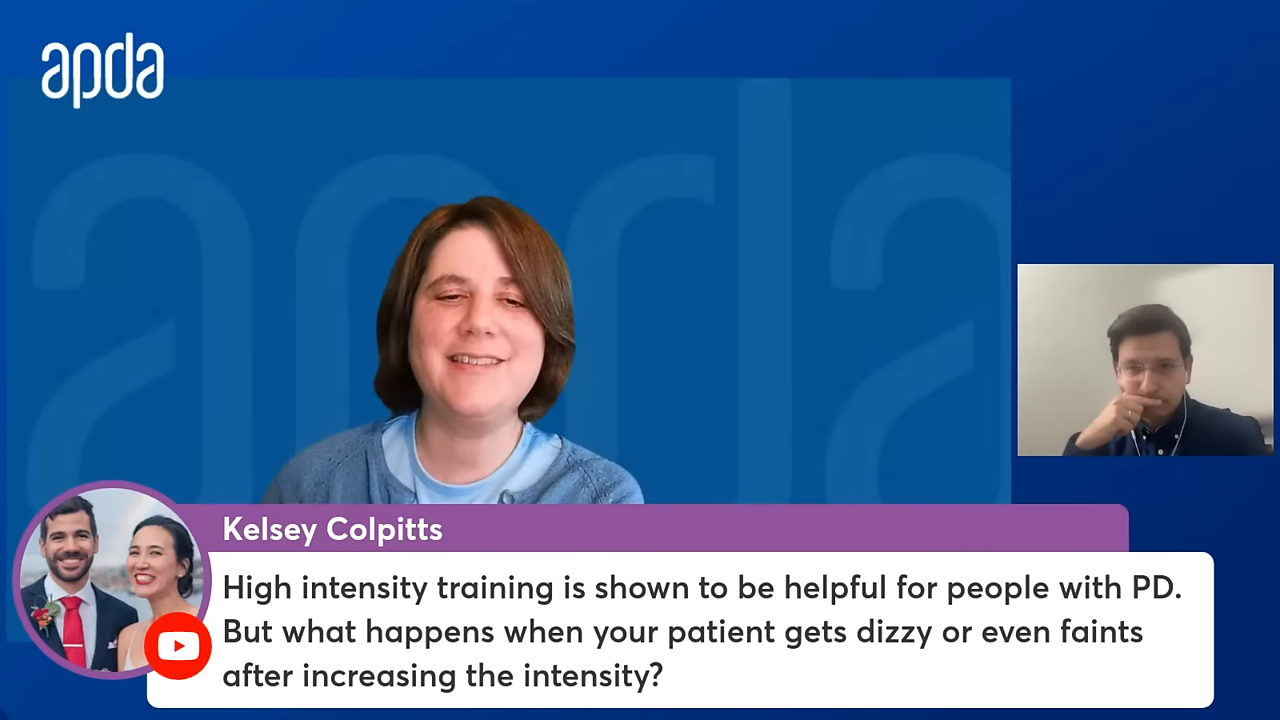 apda
apda
Kelsey Colpitts
High intensity training is shown to be helpful for people with PD.
But what happens when your patient gets dizzy or even faints
after increasing the intensity?